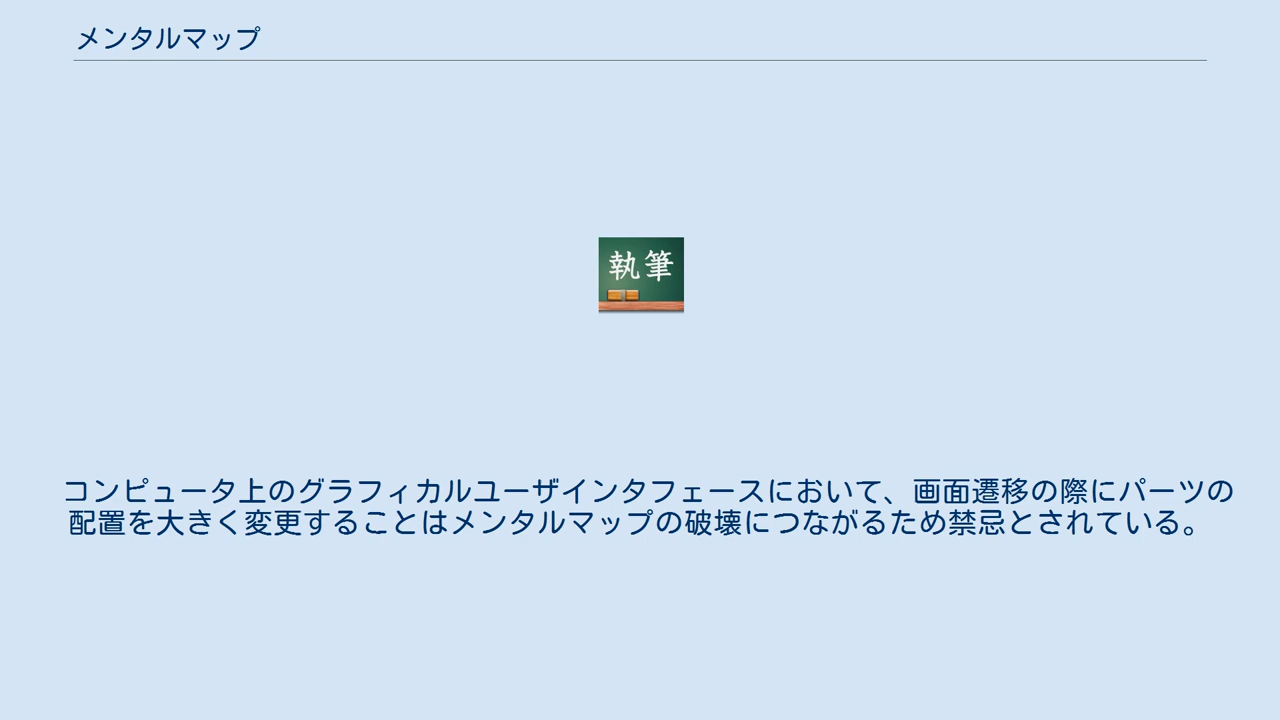 メンタルマップ
執筆
コンピュータ上のグラフィカルユーザインタフェースにおいて、画面遷移の際にパーツの
配置を大きく変更することはメンタルマップの破壊につながるため禁忌とされている。